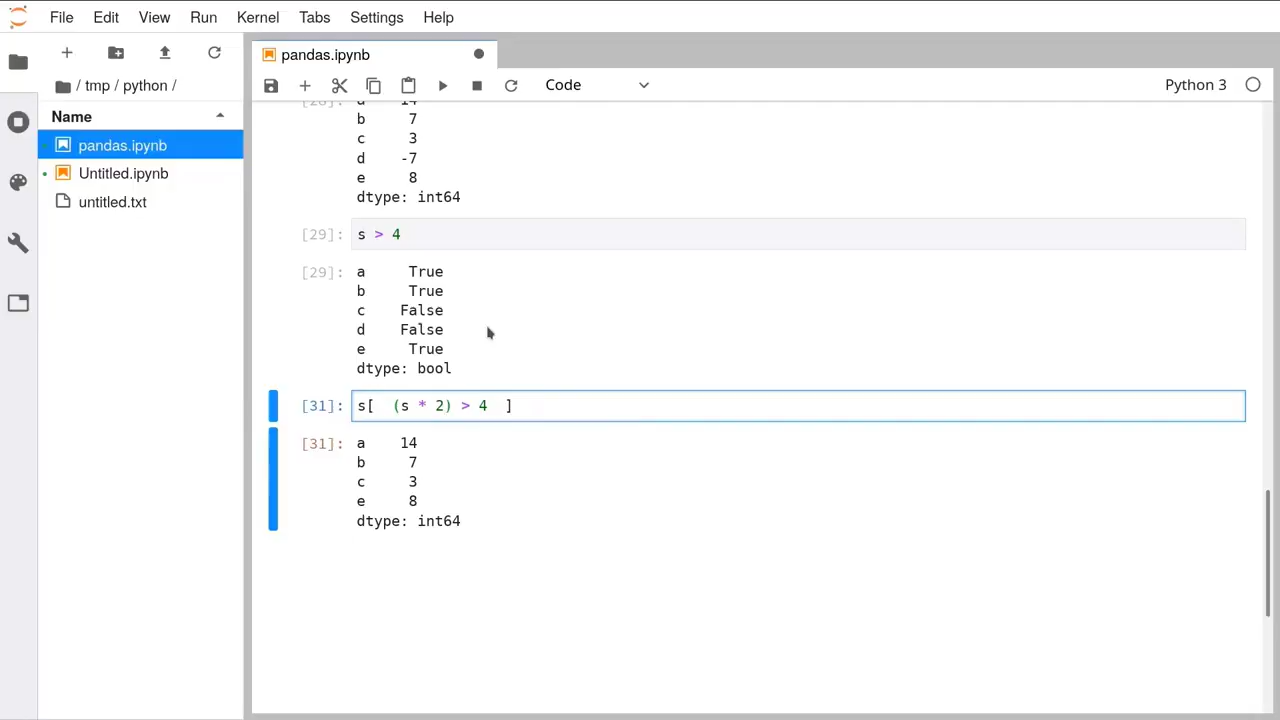 File Edit View Run Kernel Tabs Settings Help
pandas.ipynb
/ tmp / python /
Code
Python 3
Name
pandas.ipynb
Untitled.ipynb
untitled.txt
b 7
c 3
d -7
e 8
dtype: int64
[29]: s > 4
[29]: a True
b True
c False
d False
e True
dtype: bool
[31]: s[  (s * 2) > 4  ]
[31]: a 14
b 7
c 3
e 8
dtype: int64